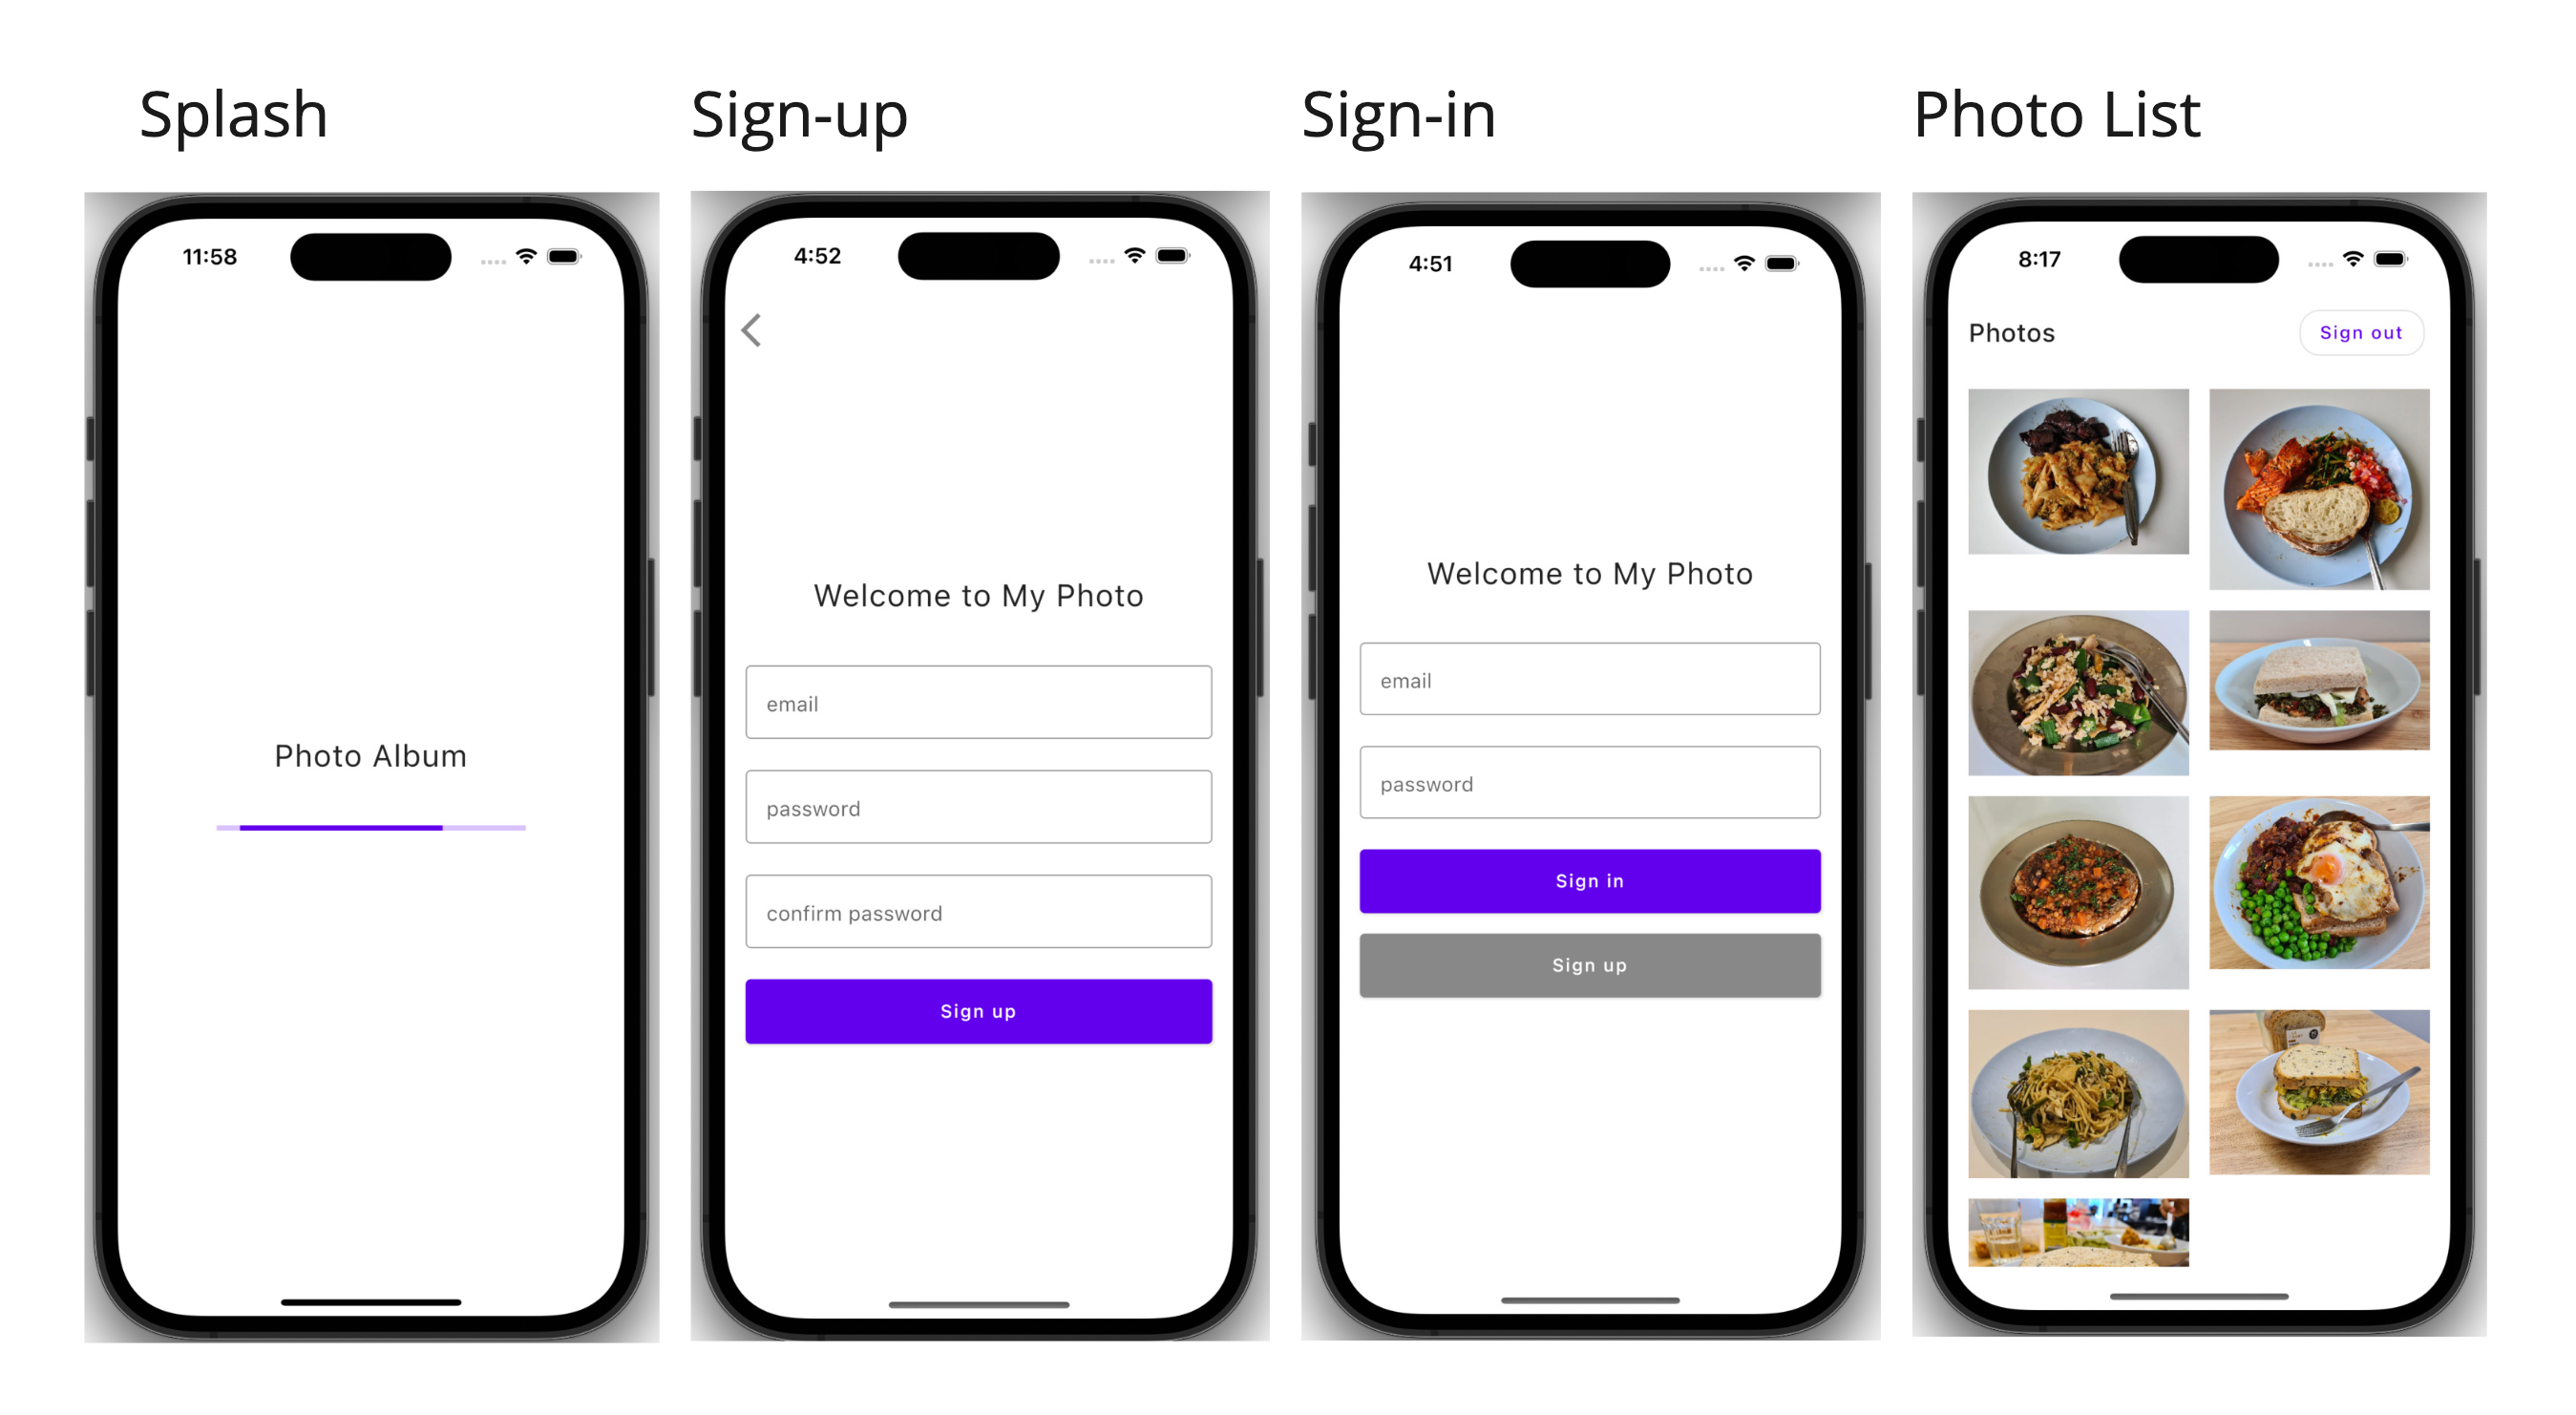 Splash
Sign-up
Sign-in
Photo List
11:58
Photo Album
4:52
Welcome to My Photo
email
password
confirm password
Sign up
4:51
Welcome to My Photo
email
password
Sign in
Sign up
8:17
Photos
Sign out